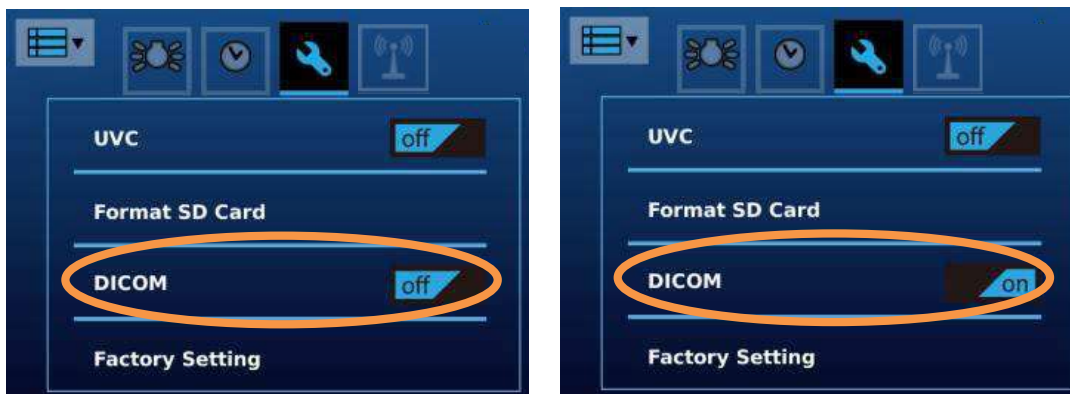 UVC off
Format SD Card
DICOM off
Factory Setting
UVC off
Format SD Card
DICOM on
Factory Setting